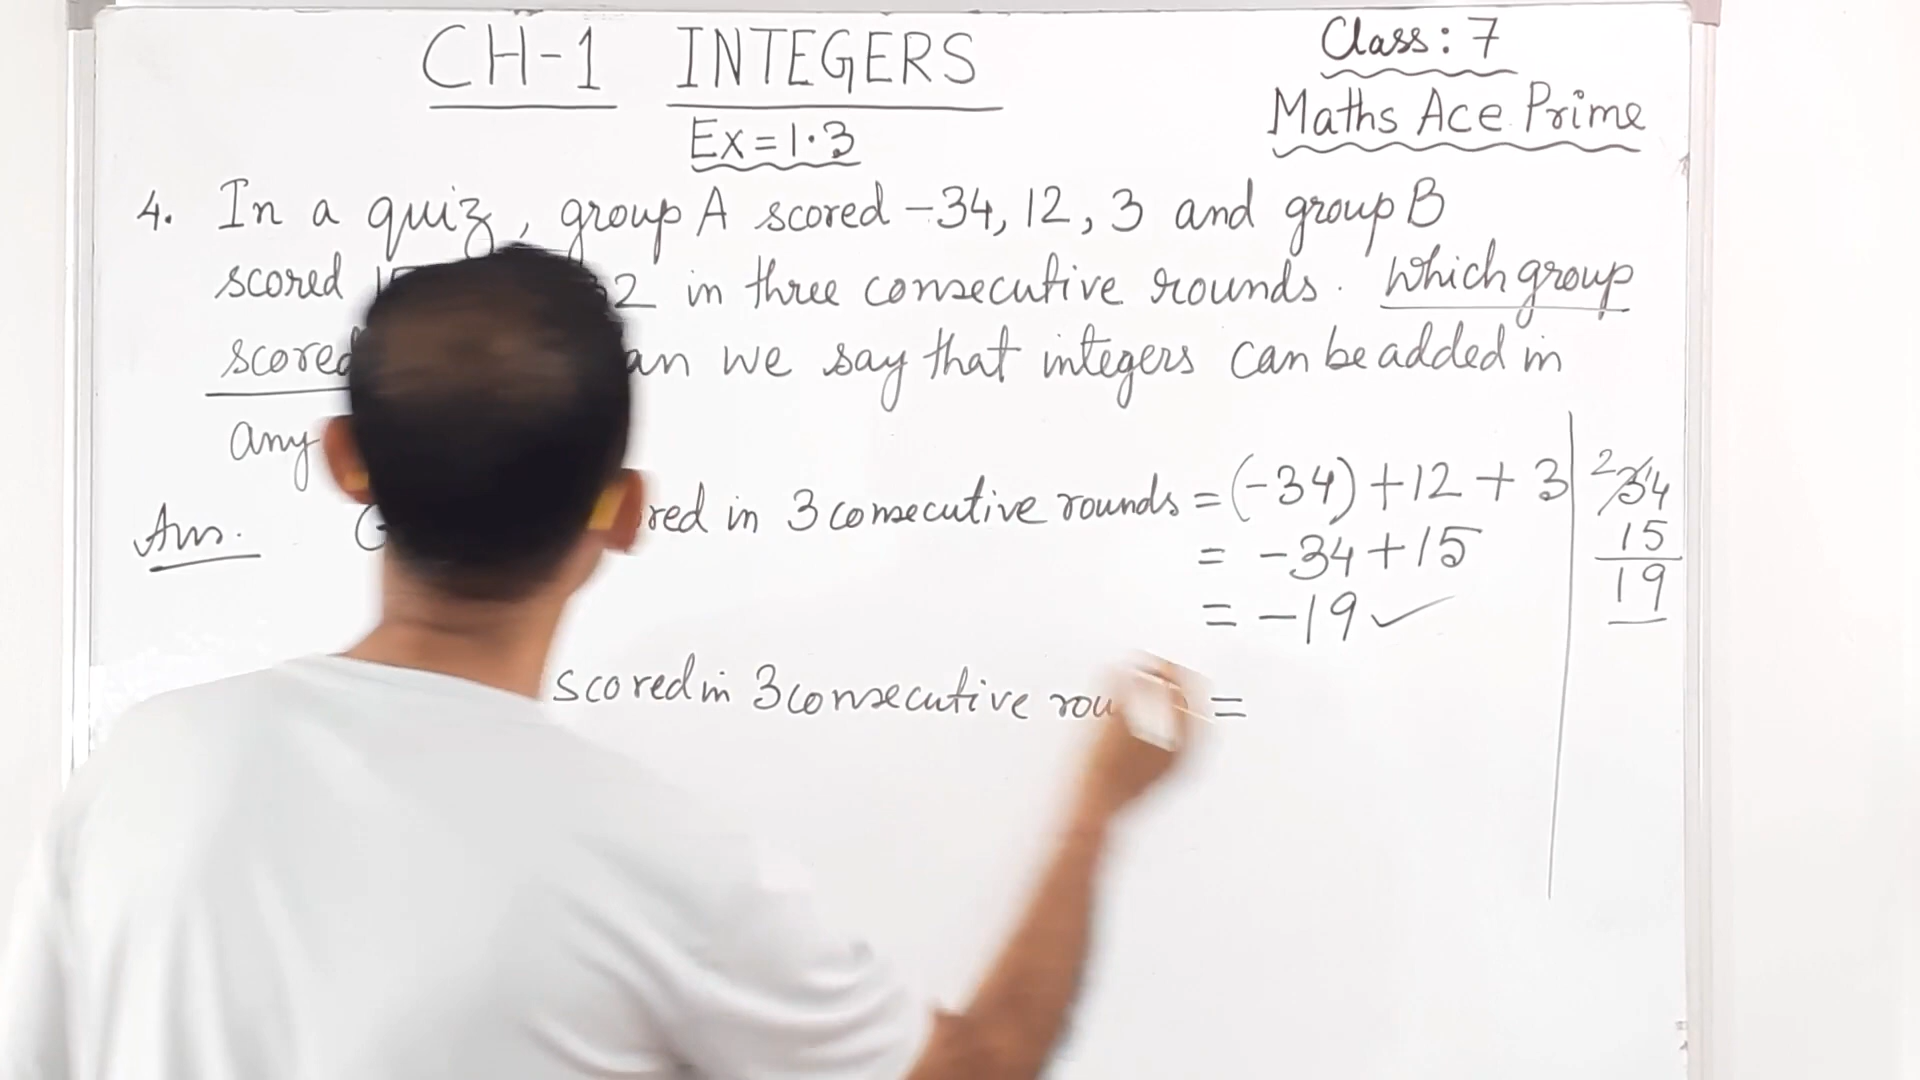 CH-1 INTEGERS
Class: 7
Maths Ace Prime
Ex=1.3
4. In a quiz, group A scored -34, 12, 3 and group B
scored 2 in three consecutive rounds. Which group
scored we say that integers can be added in
any
Ans. in 3 consecutive rounds = (-34) + 12 + 3
= -34 + 15
= -19 ✓
scored in 3 consecutive =
2 14
34
15
19